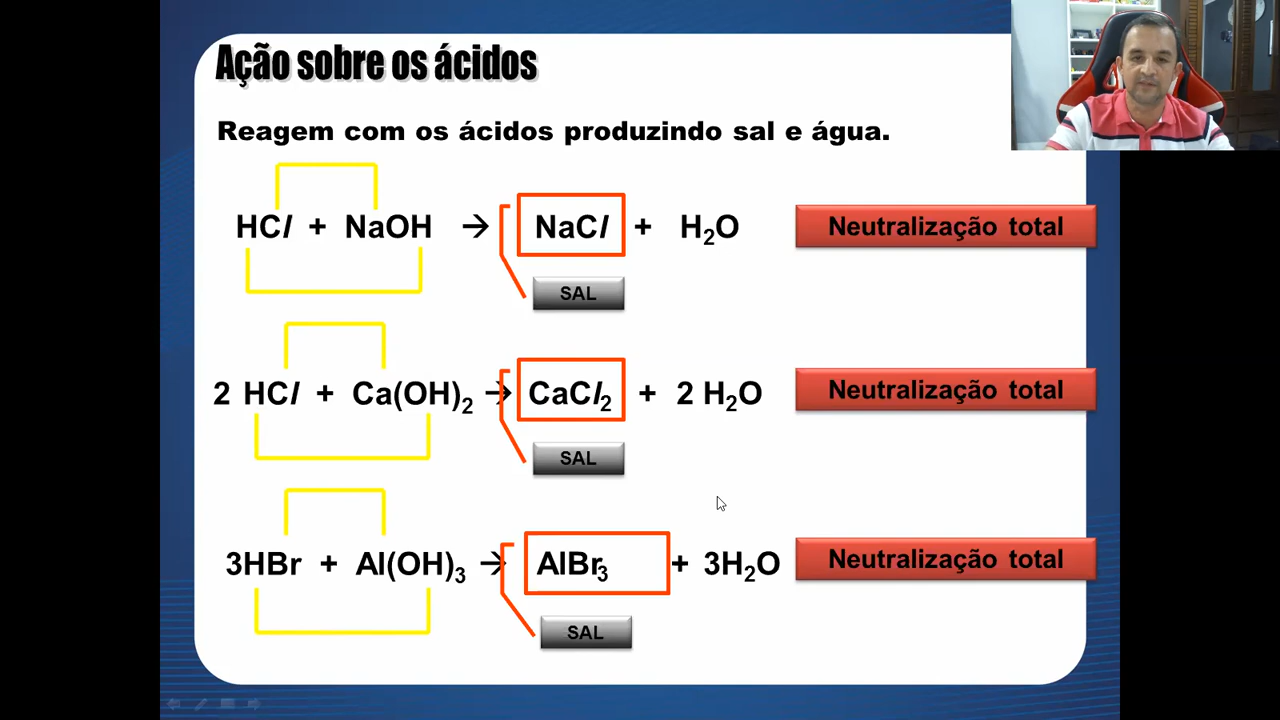 Ação sobre os ácidos
Reagem com os ácidos produzindo sal e água.
HCl + NaOH → NaCl + H₂O Neutralização total
SAL
2 HCl + Ca(OH)₂ → CaCl₂ + 2 H₂O Neutralização total
SAL
3HBr + Al(OH)₃ → AlBr₃ + 3H₂O Neutralização total
SAL